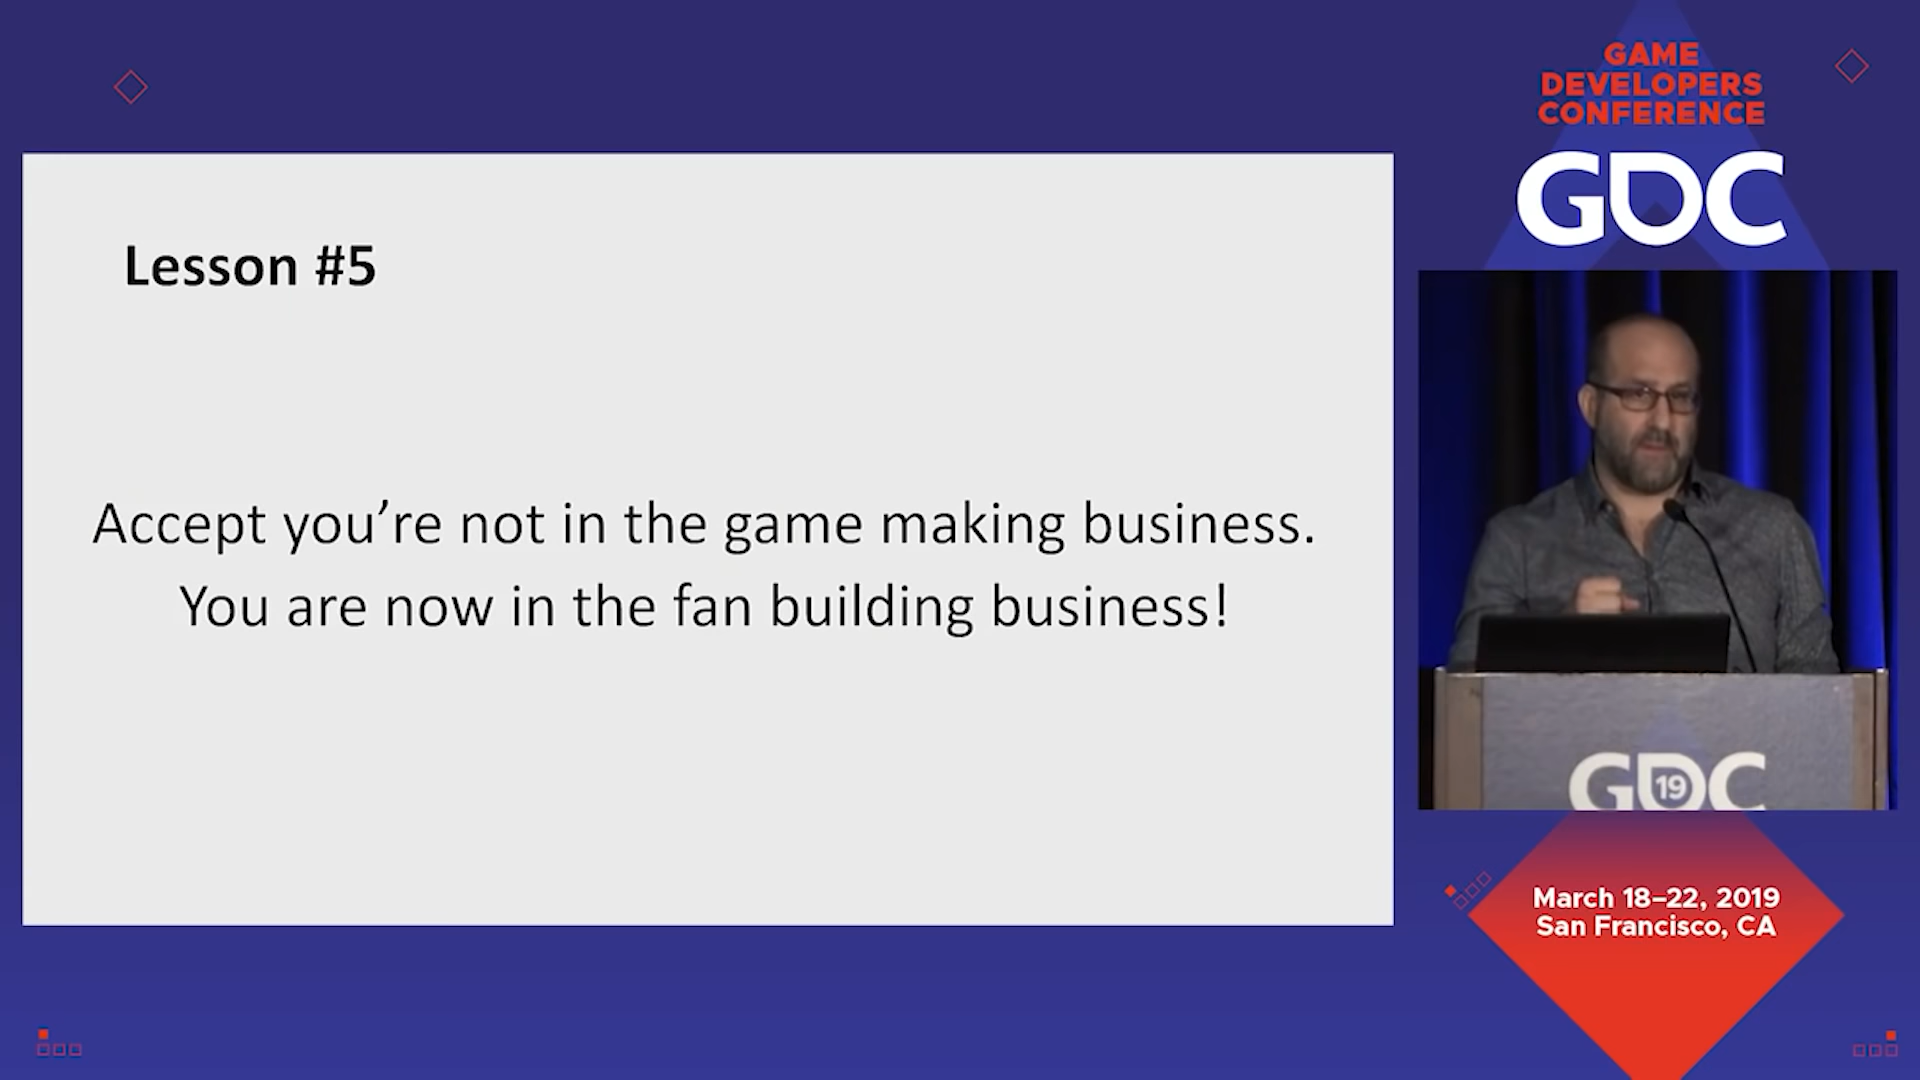 GAME
DEVELOPERS
CONFERENCE
GDC
Lesson #5
Accept you’re not in the game making business.
You are now in the fan building business!
GDC
19
March 18–22, 2019
San Francisco, CA